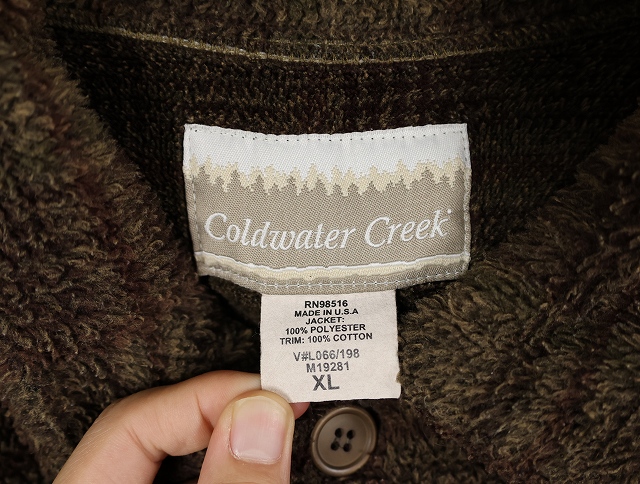 Coldwater Creek
RN98516
MADE IN U.S.A
JACKET:
100% POLYESTER
TRIM: 100% COTTON
V#L066/198
M19281
XL